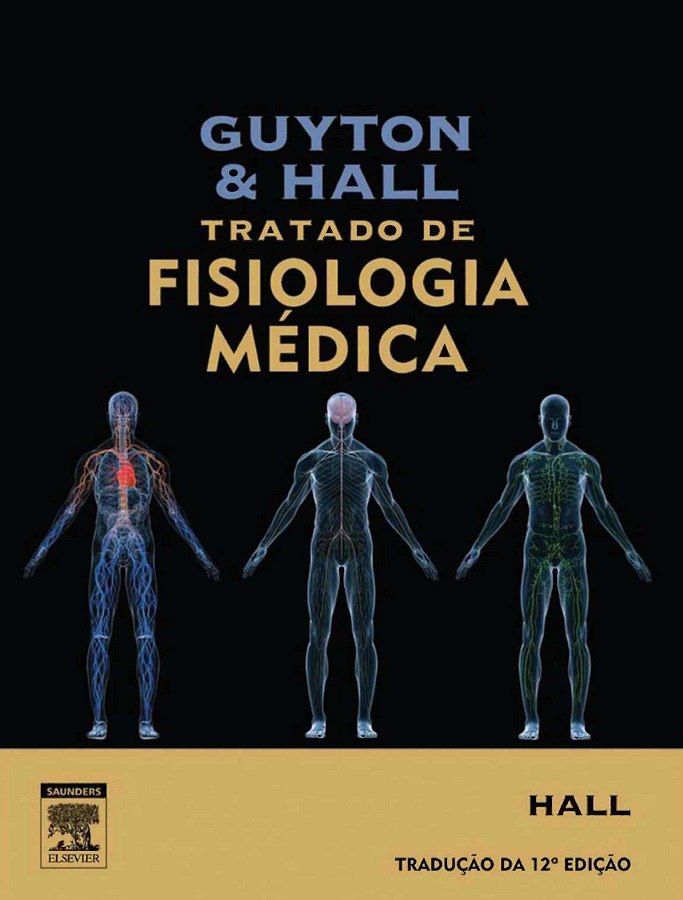 GUYTON
& HALL
TRATADO DE
FISIOLOGIA
MÉDICA
SAUNDERS
ELSEVIER
HALL
TRADUÇÃO DA 12ª EDIÇÃO